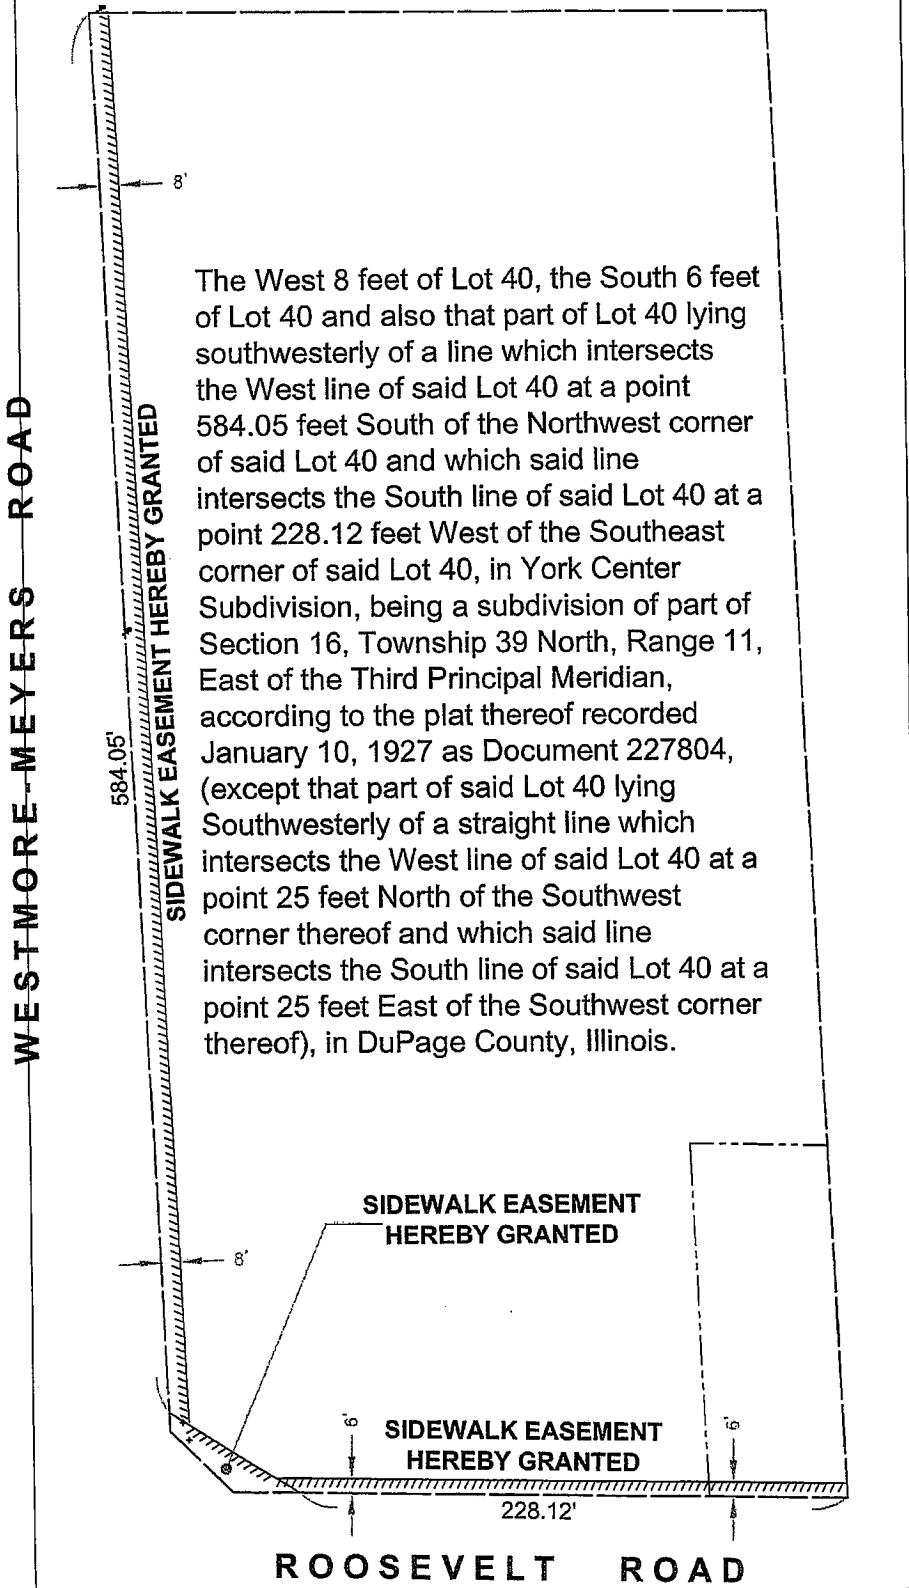 8'
The West 8 feet of Lot 40, the South 6 feet
of Lot 40 and also that part of Lot 40 lying
southwesterly of a line which intersects
the West line of said Lot 40 at a point
584.05 feet South of the Northwest corner
of said Lot 40 and which said line
intersects the South line of said Lot 40 at a
point 228.12 feet West of the Southeast
corner of said Lot 40, in York Center
Subdivision, being a subdivision of part of
Section 16, Township 39 North, Range 11,
East of the Third Principal Meridian,
according to the plat thereof recorded
January 10, 1927 as Document 227804,
(except that part of said Lot 40 lying
Southwesterly of a straight line which
intersects the West line of said Lot 40 at a
point 25 feet North of the Southwest
corner thereof and which said line
intersects the South line of said Lot 40 at a
point 25 feet East of the Southwest corner
thereof), in DuPage County, Illinois.
WESTMORE-MEYERS ROAD
584.05'
SIDEWALK EASEMENT HEREBY GRANTED
SIDEWALK EASEMENT
HEREBY GRANTED
8'
6'
SIDEWALK EASEMENT
HEREBY GRANTED
6'
228.12'
ROOSEVELT ROAD